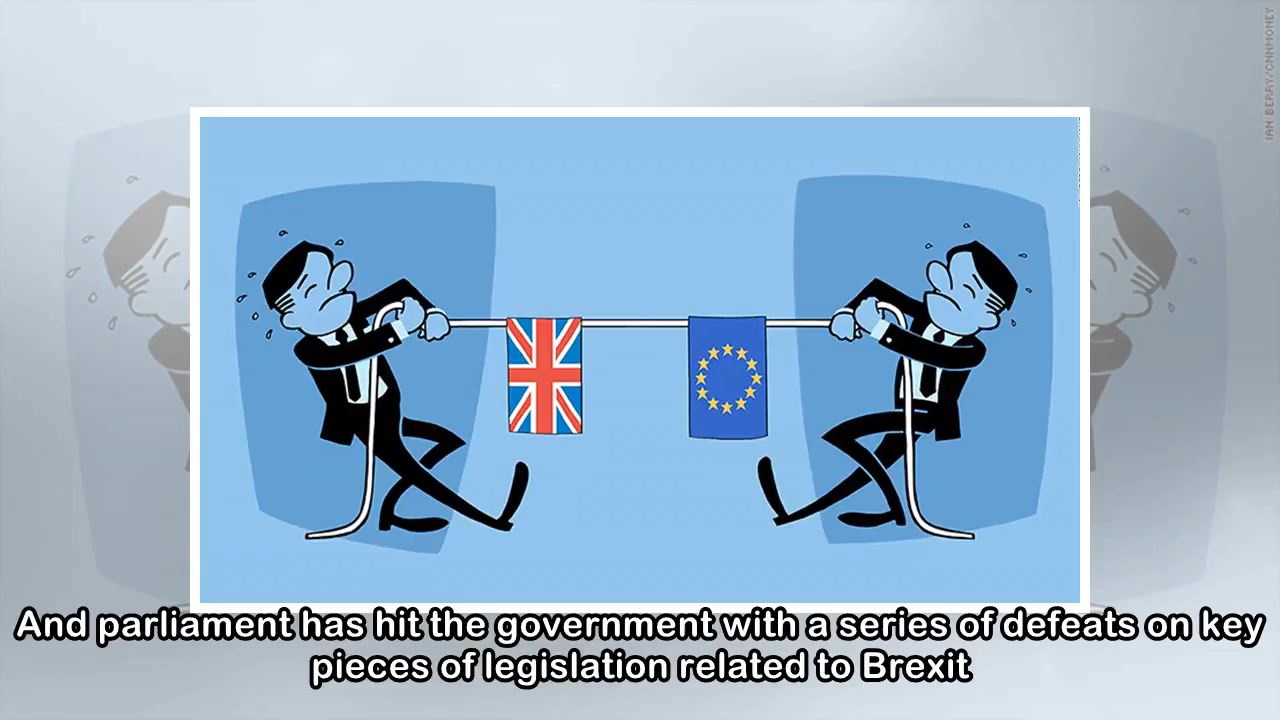 IAN BERRY/CNNMONEY
And parliament has hit the government with a series of defeats on key
pieces of legislation related to Brexit